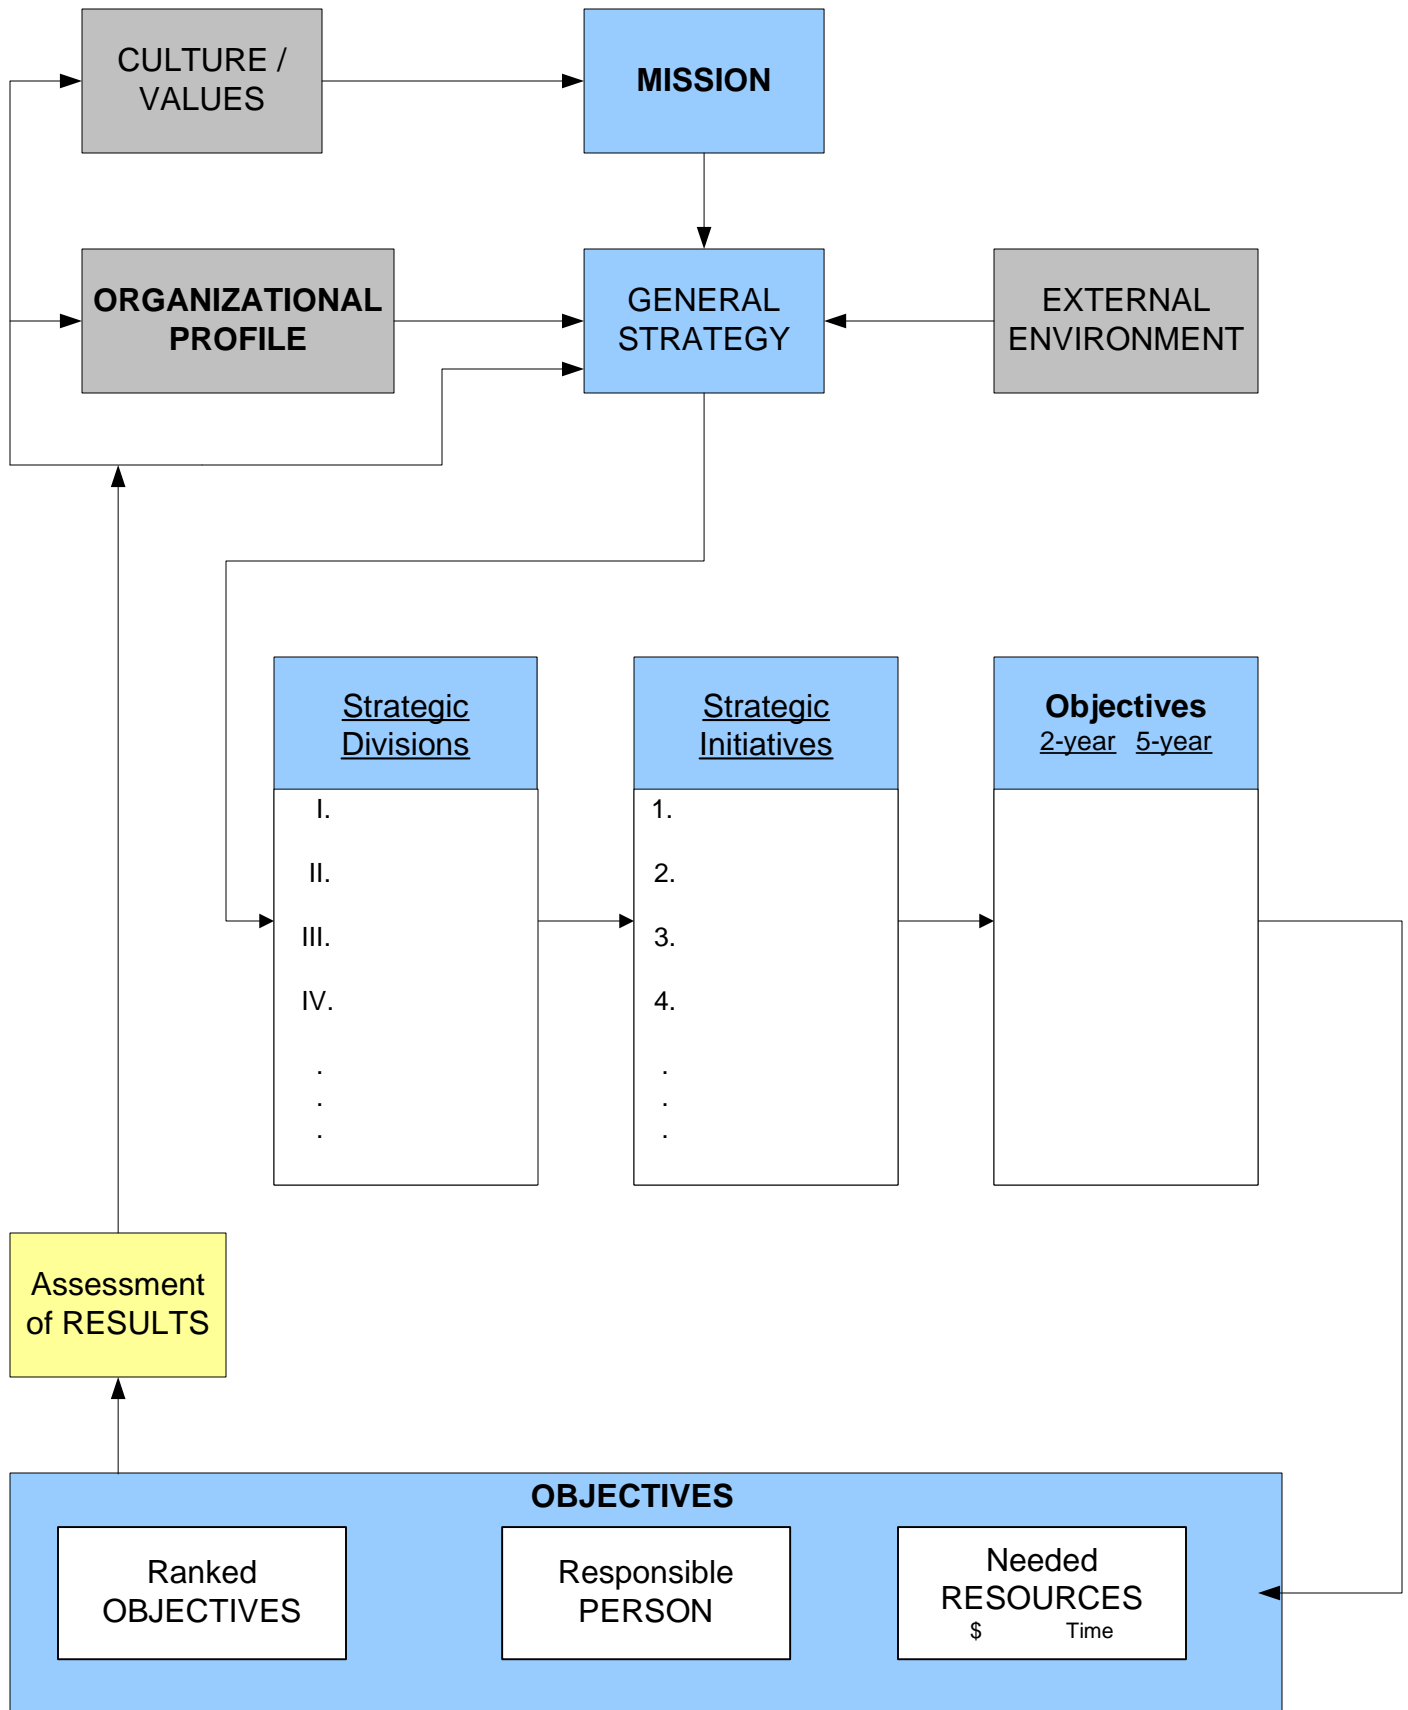 CULTURE /
VALUES
MISSION
ORGANIZATIONAL
PROFILE
GENERAL
STRATEGY
EXTERNAL
ENVIRONMENT
Strategic
Divisions
I.
II.
III.
IV.
.
.
.
Strategic
Initiatives
1.
2.
3.
4.
.
.
.
Objectives
2-year 5-year
Assessment
of RESULTS
OBJECTIVES
Ranked
OBJECTIVES
Responsible
PERSON
Needed
RESOURCES
$ Time